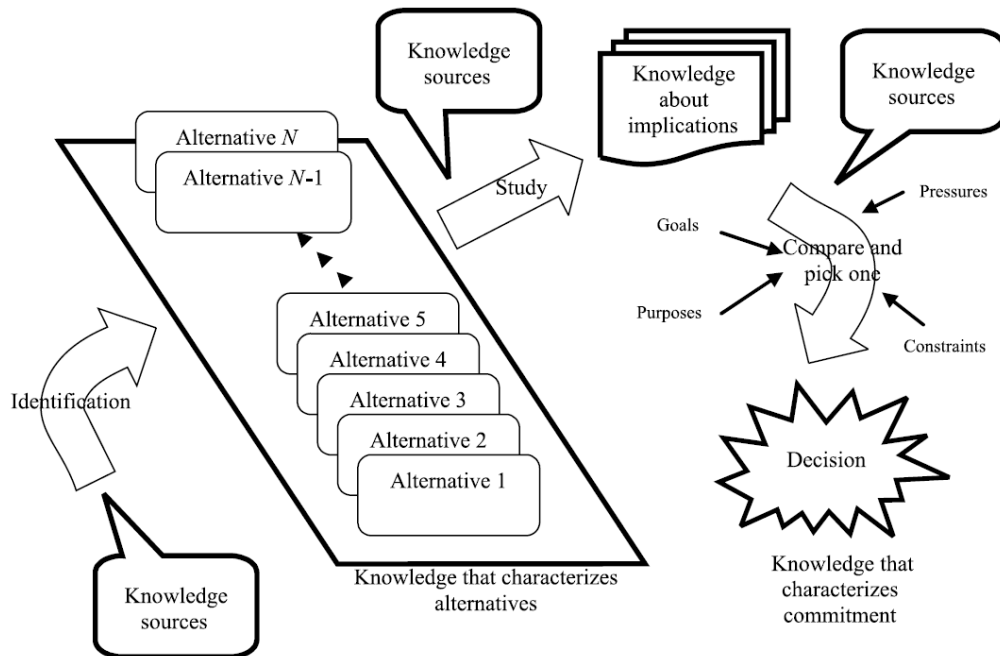 Knowledge
sources
Knowledge
about
implications
Knowledge
sources
Alternative N
Alternative N-1
Study
Pressures
Goals
Compare and
pick one
Purposes
Constraints
Alternative 5
Alternative 4
Alternative 3
Alternative 2
Alternative 1
Identification
Decision
Knowledge
sources
Knowledge that characterizes
alternatives
Knowledge that
characterizes
commitment